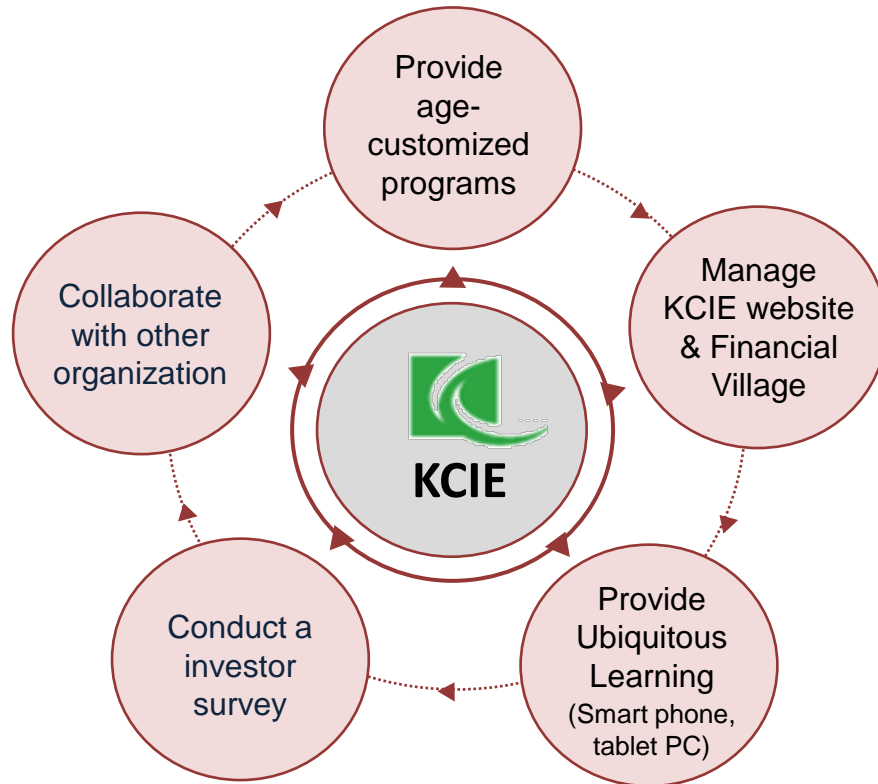 Provide
age-
customized
programs
Manage
KCIE website
& Financial
Village
Provide
Ubiquitous
Learning
(Smart phone,
tablet PC)
Conduct a
investor
survey
Collaborate
with other
organization
KCIE